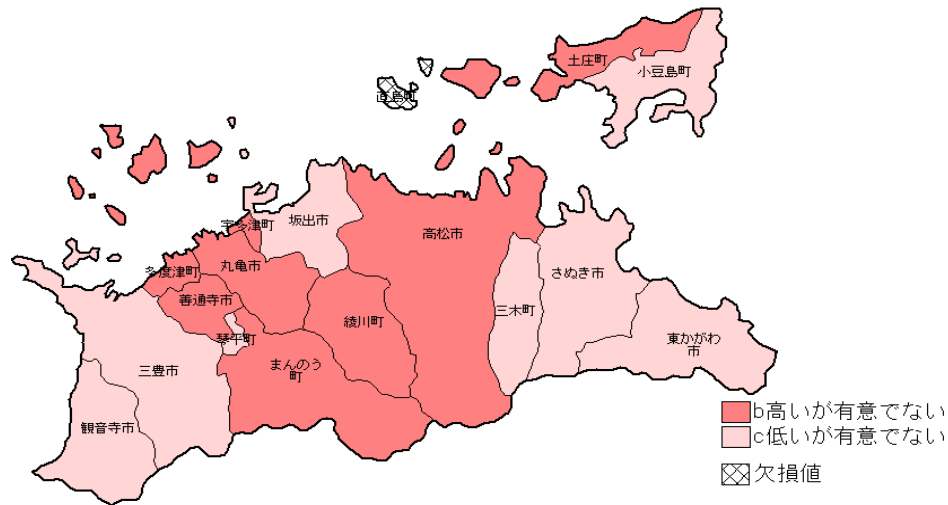 土庄町
小豆島町
直島町
宇多津町
坂出市
高松市
多度津町
丸亀市
さぬき市
善通寺市
三木町
綾川町
琴平町
東かがわ
市
まんのう
町
三豊市
観音寺市
b高いが有意でない
c低いが有意でない
欠損値